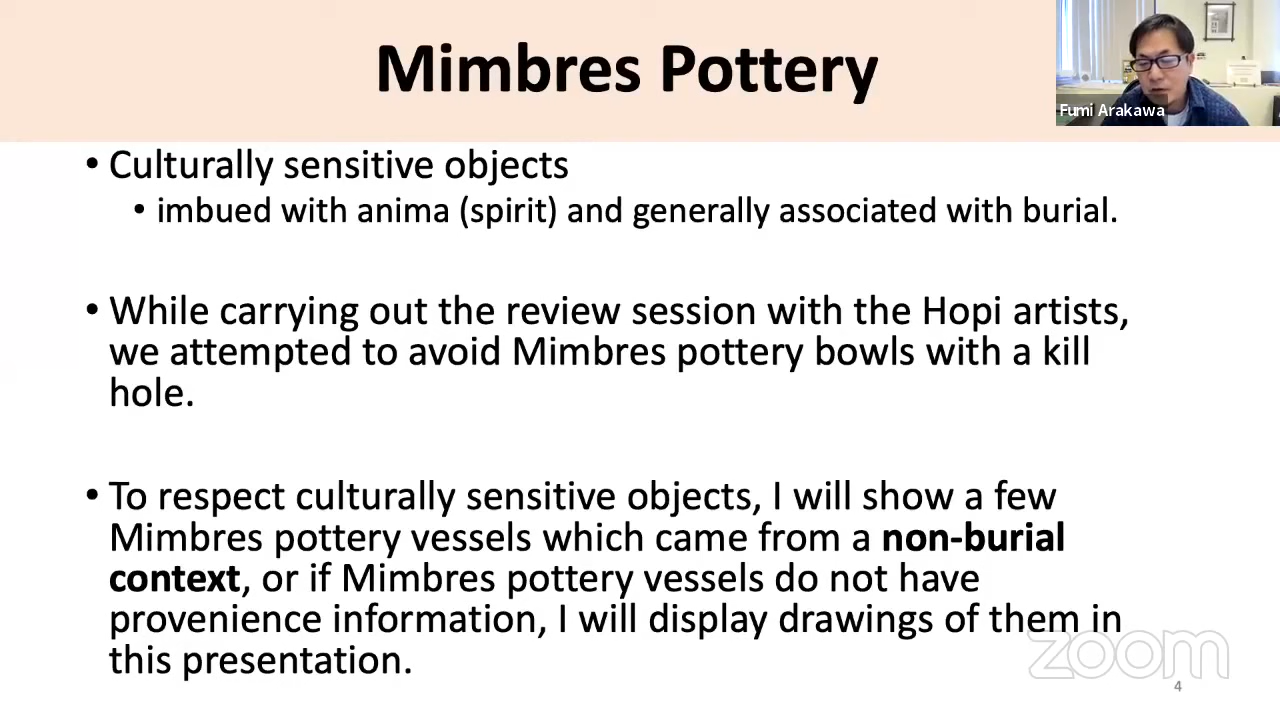 Mimbres Pottery
Fumi Arakawa
• Culturally sensitive objects
• imbued with anima (spirit) and generally associated with burial.
• While carrying out the review session with the Hopi artists,
we attempted to avoid Mimbres pottery bowls with a kill
hole.
• To respect culturally sensitive objects, I will show a few
Mimbres pottery vessels which came from a non-burial
context, or if Mimbres pottery vessels do not have
provenience information, I will display drawings of them in
this presentation.
zoom
4